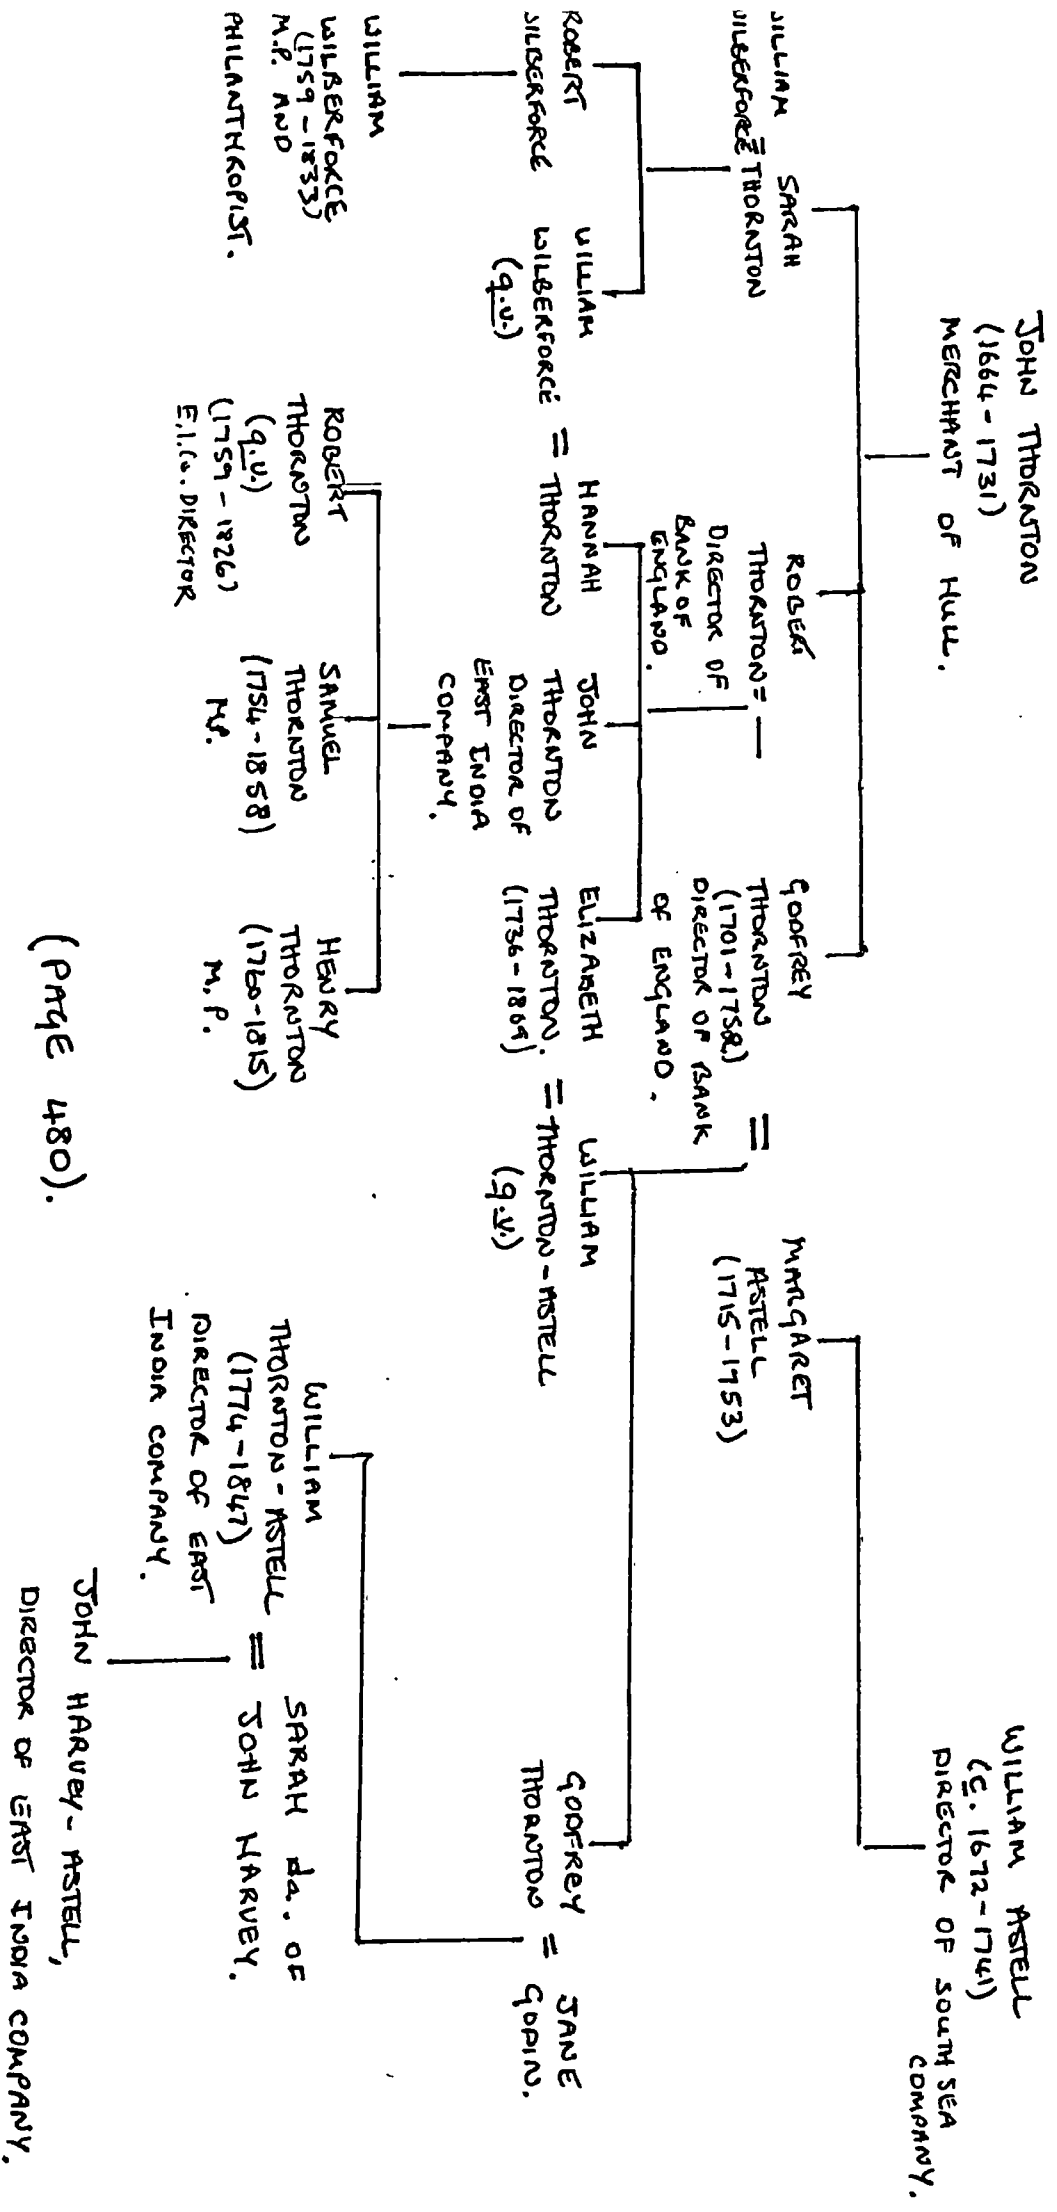 JOHN THORNTON
(1664-1731)
MERCHANT OF HULL.
WILLIAM ASTELL
(c. 1672-1741)
DIRECTOR OF SOUTH SEA
COMPANY.
WILLIAM
WILBERFORCE
= SARAH
THORNTON
ROBERT
THORNTON =
DIRECTOR OF
BANK OF
ENGLAND.
GODFREY
THORNTON
(1701-1752)
DIRECTOR OF BANK
OF ENGLAND.
=
MARGARET
ASTELL
(1715-1753)
ROBERT
WILBERFORCE
WILLIAM
WILBERFORCE
(q.v.)
= HANNAH
THORNTON
JOHN
THORNTON
DIRECTOR OF
EAST INDIA
COMPANY.
ELIZABETH
THORNTON.
(1736-1809)
= WILLIAM
THORNTON-ASTELL
(q.v.)
GODFREY
THORNTON
= JANE
GODIN.
WILLIAM
WILBERFORCE
(1759-1833)
M.P. AND
PHILANTHROPIST.
ROBERT
THORNTON
(q.v.)
(1759-1826)
E.I.Co. DIRECTOR
SAMUEL
THORNTON
(1754-1858)
MP.
HENRY
THORNTON
(1760-1815)
M.P.
WILLIAM
THORNTON-ASTELL
(1774-1847)
DIRECTOR OF EAST
INDIA COMPANY.
= SARAH da. OF
JOHN HARVEY.
JOHN HARVEY-ASTELL,
DIRECTOR OF EAST INDIA COMPANY.
(PAGE 480).